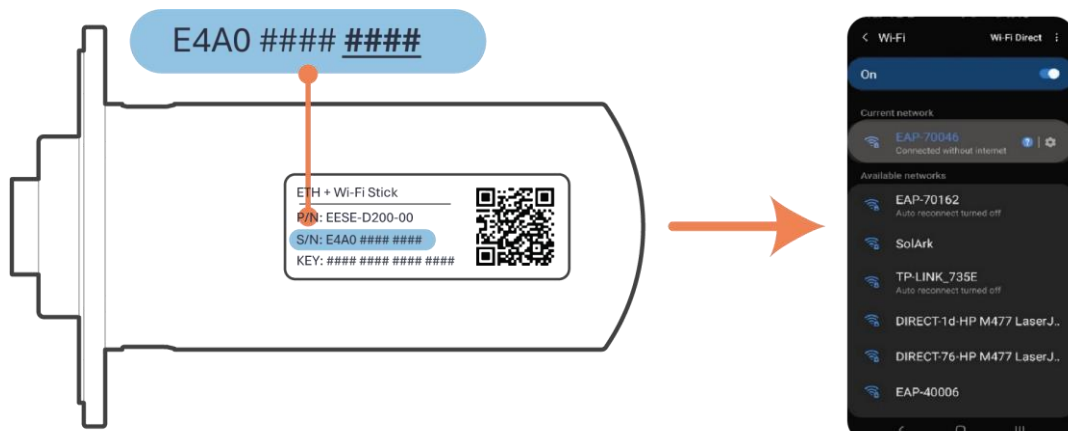 E4A0 #### ####
ETH + Wi-Fi Stick
P/N: EESE-D200-00
S/N: E4A0 #### ####
KEY: #### #### #### ####
Wi-Fi
Wi-Fi Direct
On
Current network
EAP-70046
Connected without internet
Available networks
EAP-70162
Auto reconnect turned off
SolArk
TP-LINK_735E
Auto reconnect turned off
DIRECT-1d-HP M477 LaserJ..
DIRECT-76-HP M477 LaserJ..
EAP-40006